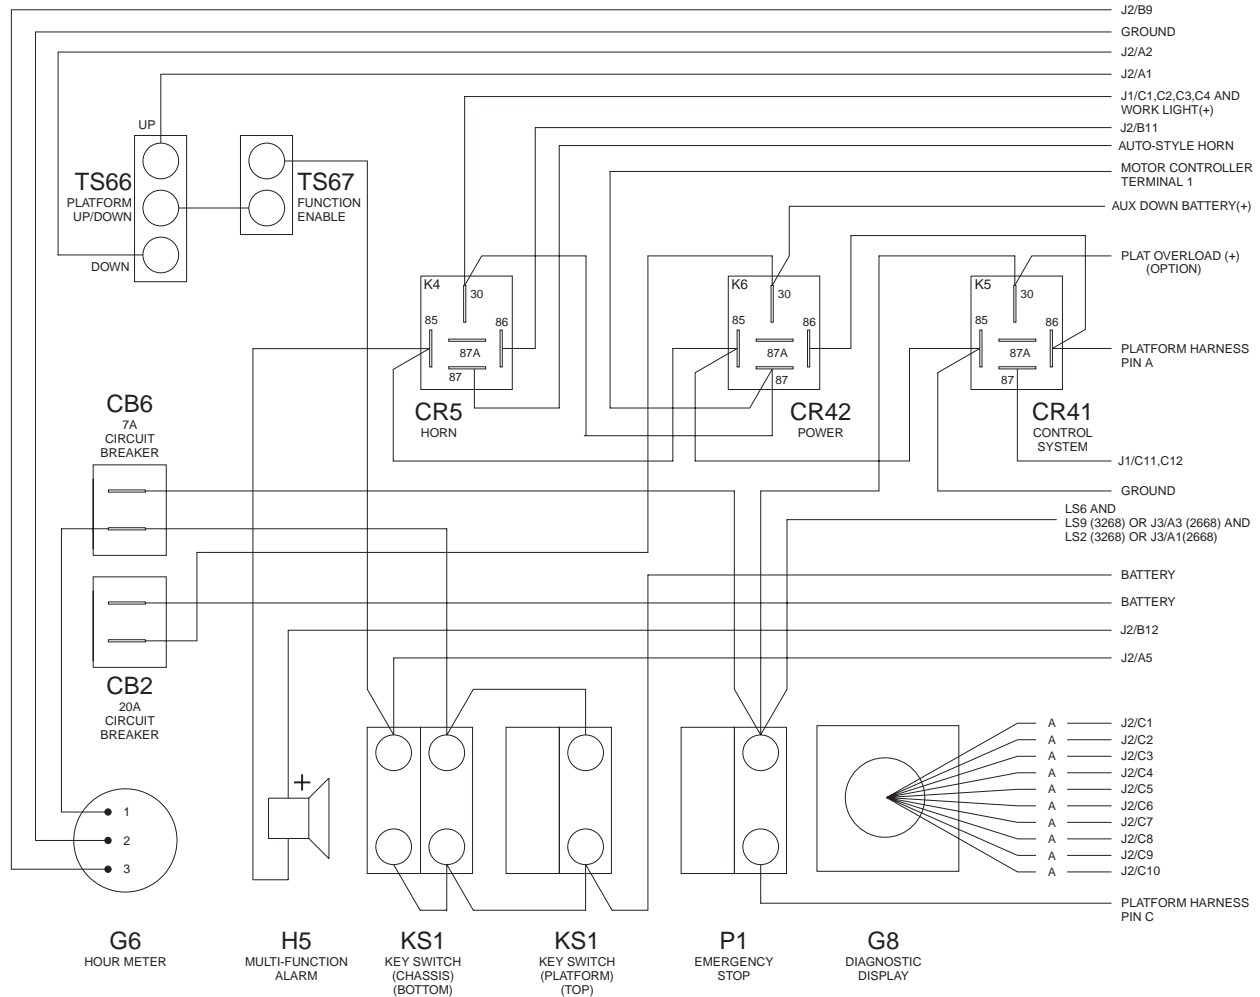 J2/B9
GROUND
J2/A2
J2/A1
J1/C1,C2,C3,C4 AND
WORK LIGHT(+)
J2/B11
AUTO-STYLE HORN
MOTOR CONTROLLER
TERMINAL 1
AUX DOWN BATTERY(+)
PLAT OVERLOAD (+)
(OPTION)
PLATFORM HARNESS
PIN A
J1/C11,C12
GROUND
LS6 AND
LS9 (3268) OR J3/A3 (2668) AND
LS2 (3268) OR J3/A1(2668)
BATTERY
BATTERY
J2/B12
J2/A5
UP
TS66
PLATFORM
UP/DOWN
DOWN
TS67
FUNCTION
ENABLE
K4
30
85
86
87A
87
CR5
HORN
K6
30
85
86
87A
87
CR42
POWER
K5
30
85
86
87A
87
CR41
CONTROL
SYSTEM
CB6
7A
CIRCUIT
BREAKER
CB2
20A
CIRCUIT
BREAKER
1
2
3
G6
HOUR METER
+
H5
MULTI-FUNCTION
ALARM
KS1
KEY SWITCH
(CHASSIS)
(BOTTOM)
KS1
KEY SWITCH
(PLATFORM)
(TOP)
P1
EMERGENCY
STOP
G8
DIAGNOSTIC
DISPLAY
A J2/C1
A J2/C2
A J2/C3
A J2/C4
A J2/C5
A J2/C6
A J2/C7
A J2/C8
A J2/C9
A J2/C10
PLATFORM HARNESS
PIN C